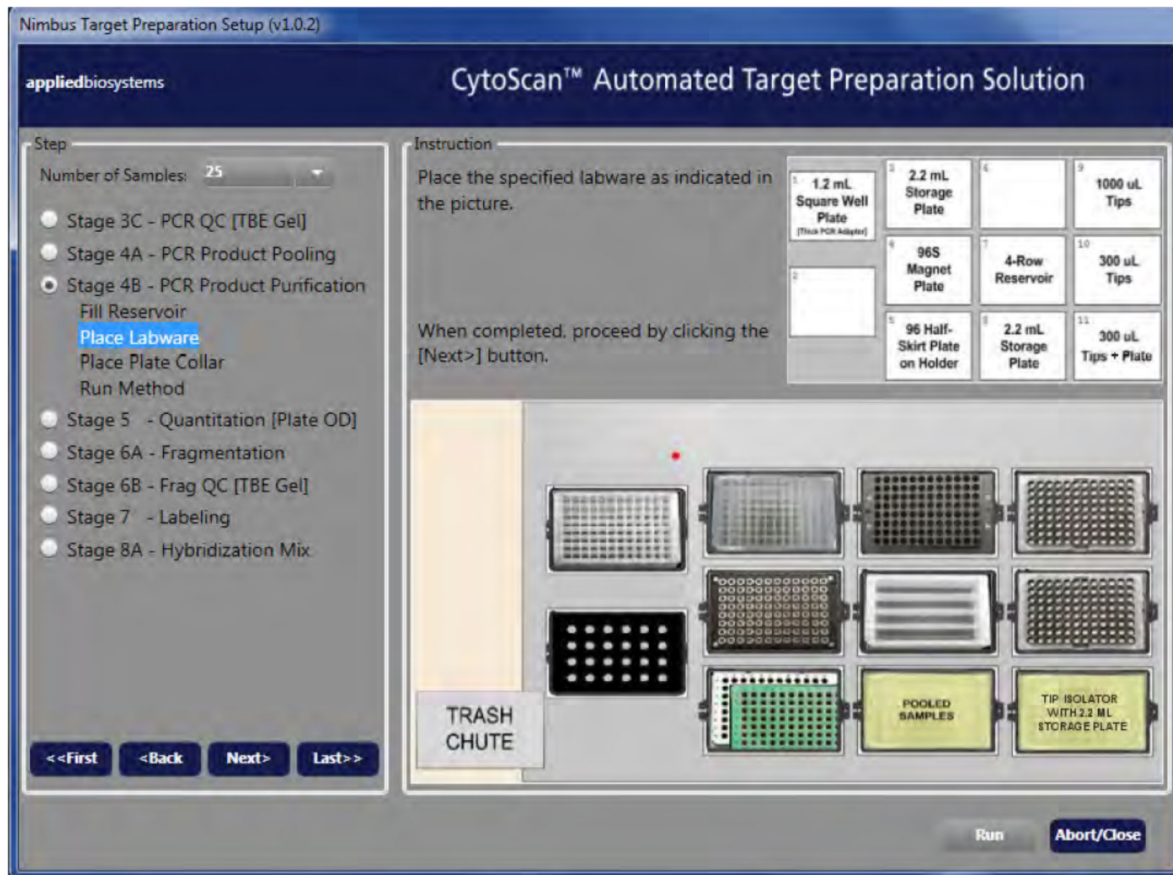 Nimbus Target Preparation Setup (v1.0.2)
appliedbiosystems
CytoScan™ Automated Target Preparation Solution
Step
Number of Samples: 25
Stage 3C - PCR QC [TBE Gel]
Stage 4A - PCR Product Pooling
Stage 4B - PCR Product Purification
Fill Reservoir
Place Labware
Place Plate Collar
Run Method
Stage 5 - Quantitation [Plate OD]
Stage 6A - Fragmentation
Stage 6B - Frag QC [TBE Gel]
Stage 7 - Labeling
Stage 8A - Hybridization Mix
<<First
<Back
Next>
Last>>
Instruction
Place the specified labware as indicated in
the picture.
When completed, proceed by clicking the
[Next>] button.
1
1.2 mL
Square Well
Plate
[Thick PCR Adapter]
2
3
2.2 mL
Storage
Plate
96S
Magnet
Plate
5
96 Half-
Skirt Plate
on Holder
7
4-Row
Reservoir
2.2 mL
Storage
Plate
9
1000 uL
Tips
10
300 uL
Tips
11
300 uL
Tips + Plate
TRASH
CHUTE
POOLED
SAMPLES
TIP ISOLATOR
WITH 2.2 ML
STORAGE PLATE
Run
Abort/Close